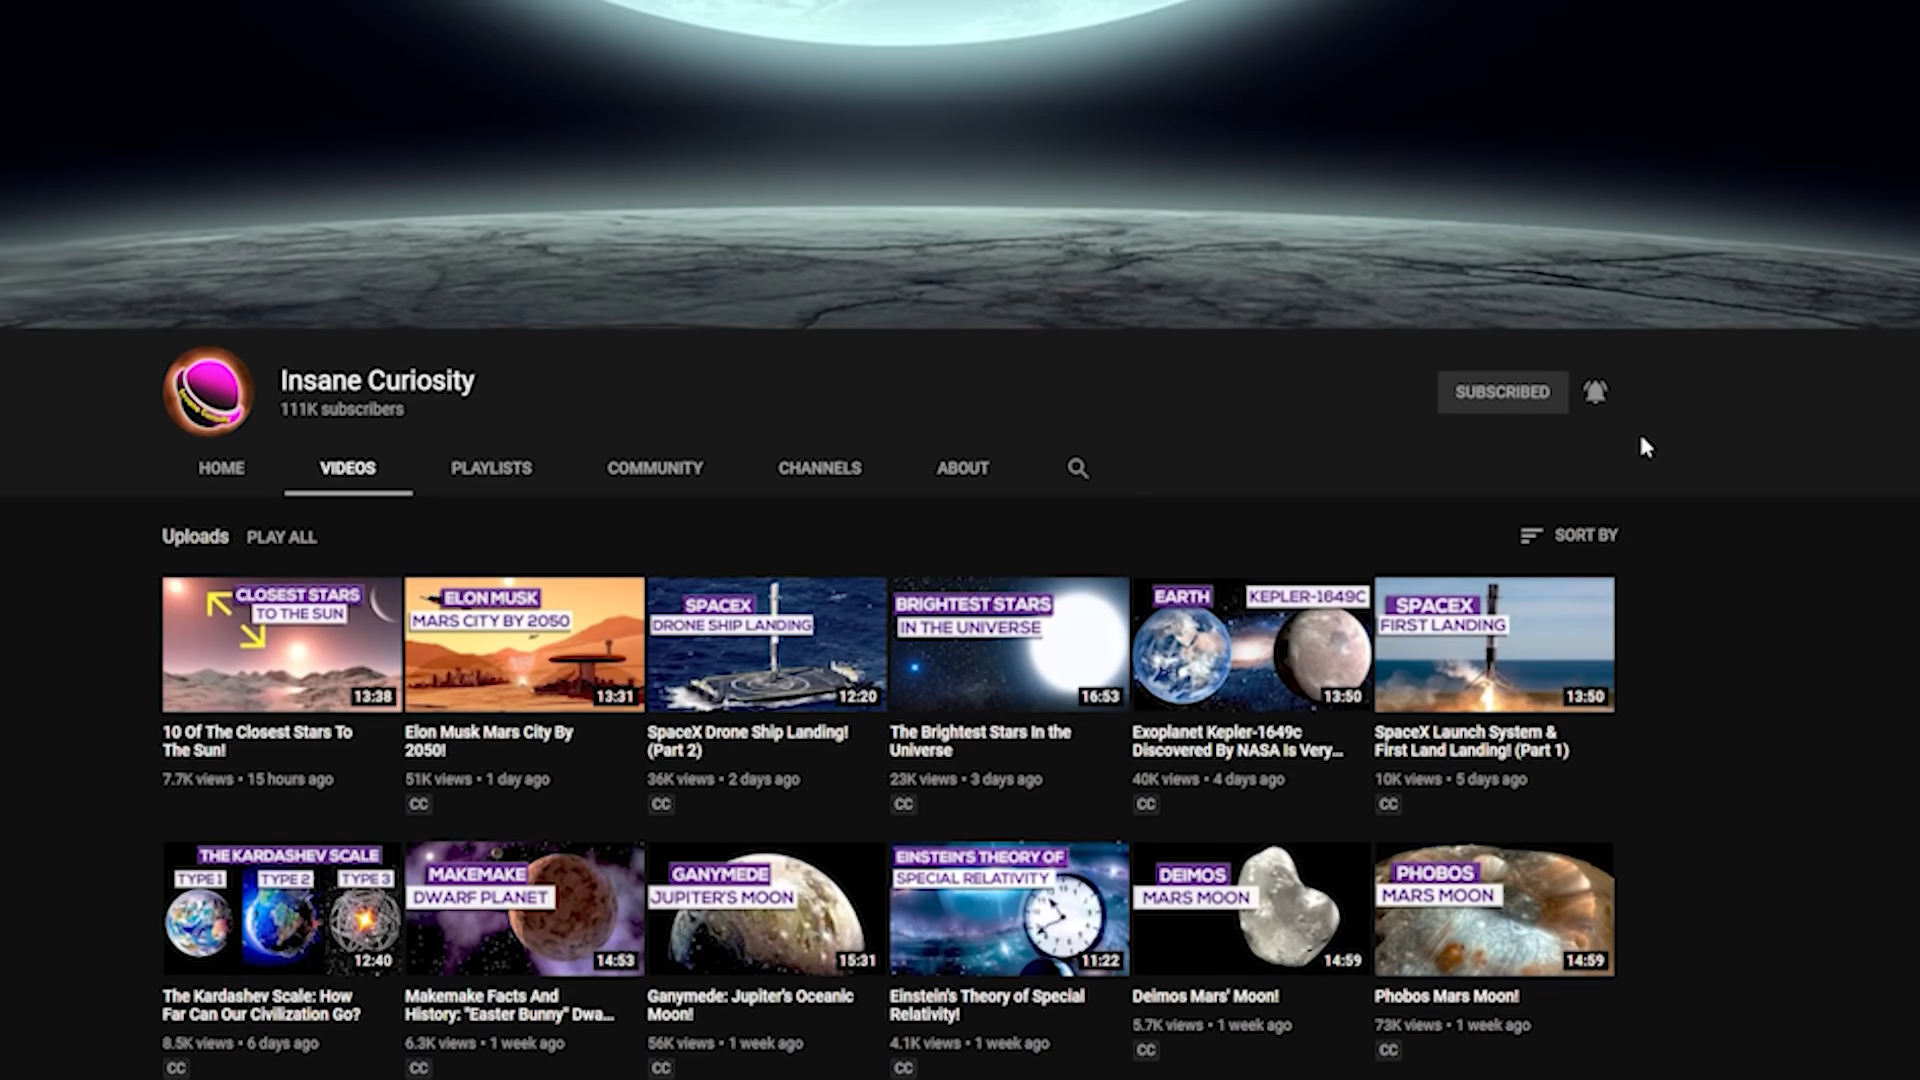 Insane Curiosity
111K subscribers
SUBSCRIBED
HOME
VIDEOS
PLAYLISTS
COMMUNITY
CHANNELS
ABOUT
Uploads
PLAY ALL
SORT BY
CLOSEST STARS
TO THE SUN
13:38
ELON MUSK
MARS CITY BY 2050
13:31
SPACEX
DRONE SHIP LANDING
12:20
BRIGHTEST STARS
IN THE UNIVERSE
16:53
EARTH
KEPLER-1649C
13:50
SPACEX
FIRST LANDING
13:50
10 Of The Closest Stars To
The Sun!
7.7K views • 15 hours ago
Elon Musk Mars City By
2050!
51K views • 1 day ago
CC
SpaceX Drone Ship Landing!
(Part 2)
36K views • 2 days ago
CC
The Brightest Stars In the
Universe
23K views • 3 days ago
CC
Exoplanet Kepler-1649c
Discovered By NASA Is Very...
40K views • 4 days ago
CC
SpaceX Launch System &
First Land Landing! (Part 1)
10K views • 5 days ago
CC
THE KARDASHEV SCALE
TYPE 1
TYPE 2
TYPE 3
12:40
MAKEMAKE
DWARF PLANET
14:53
GANYMEDE
JUPITER'S MOON
15:31
EINSTEIN'S THEORY OF
SPECIAL RELATIVITY
11:22
DEIMOS
MARS MOON
14:59
PHOBOS
MARS MOON
14:59
The Kardashev Scale: How
Far Can Our Civilization Go?
8.5K views • 6 days ago
CC
Makemake Facts And
History: "Easter Bunny" Dwa...
6.3K views • 1 week ago
CC
Ganymede: Jupiter's Oceanic
Moon!
56K views • 1 week ago
CC
Einstein's Theory of Special
Relativity!
4.1K views • 1 week ago
CC
Deimos Mars' Moon!
5.7K views • 1 week ago
CC
Phobos Mars Moon!
73K views • 1 week ago
CC